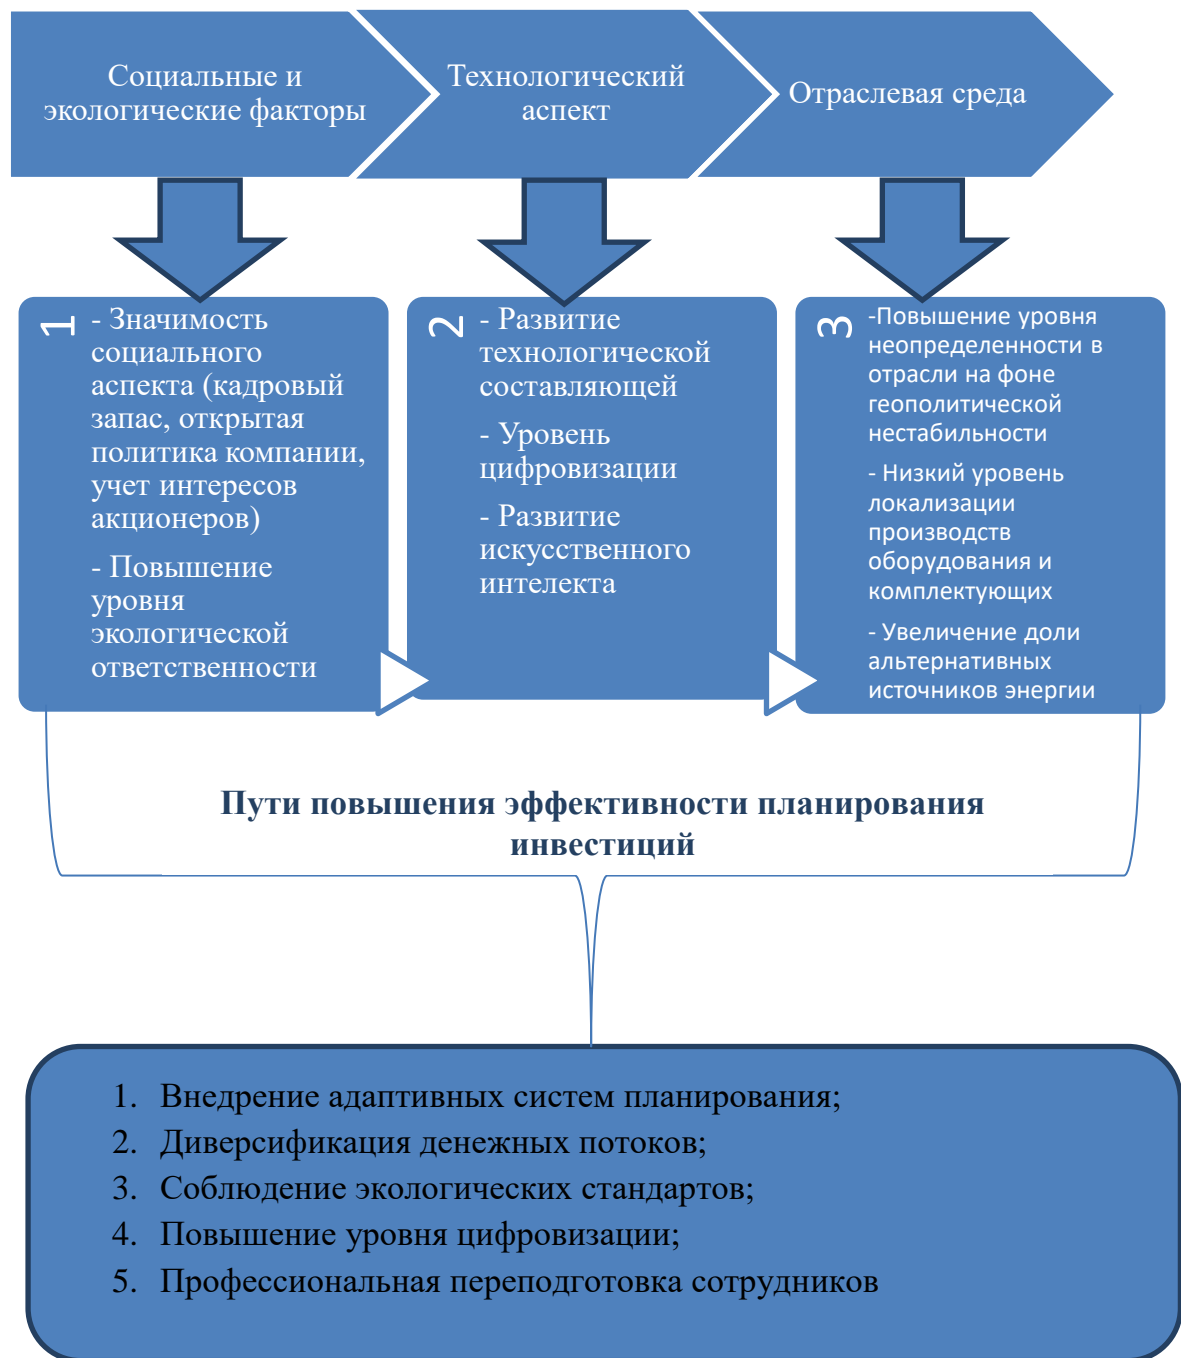 Социальные и
экологические факторы
Технологический
аспект
Отраслевая среда
1
- Значимость
социального
аспекта (кадровый
запас, открытая
политика компании,
учет интересов
акционеров)
- Повышение
уровня
экологической
ответственности
2
- Развитие
технологической
составляющей
- Уровень
цифровизации
- Развитие
искусственного
интелекта
3
-Повышение уровня
неопределенности в
отрасли на фоне
геополитической
нестабильности
- Низкий уровень
локализации
производств
оборудования и
комплектующих
- Увеличение доли
альтернативных
источников энергии
Пути повышения эффективности планирования
инвестиций
1. Внедрение адаптивных систем планирования;
2. Диверсификация денежных потоков;
3. Соблюдение экологических стандартов;
4. Повышение уровня цифровизации;
5. Профессиональная переподготовка сотрудников